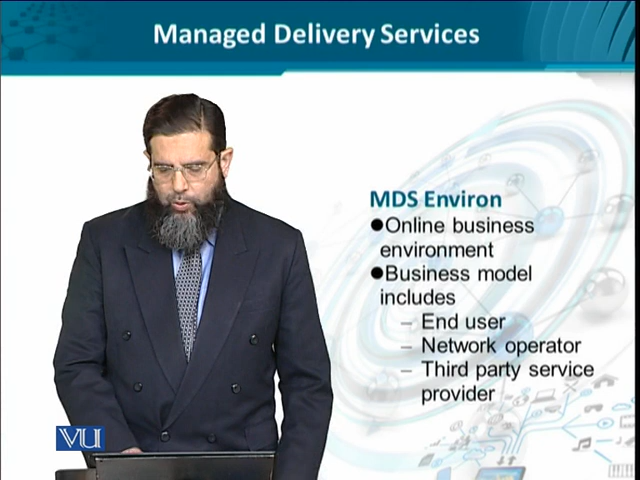 Managed Delivery Services
MDS Environ
●Online business
environment
●Business model
includes
– End user
– Network operator
– Third party service
provider
VU